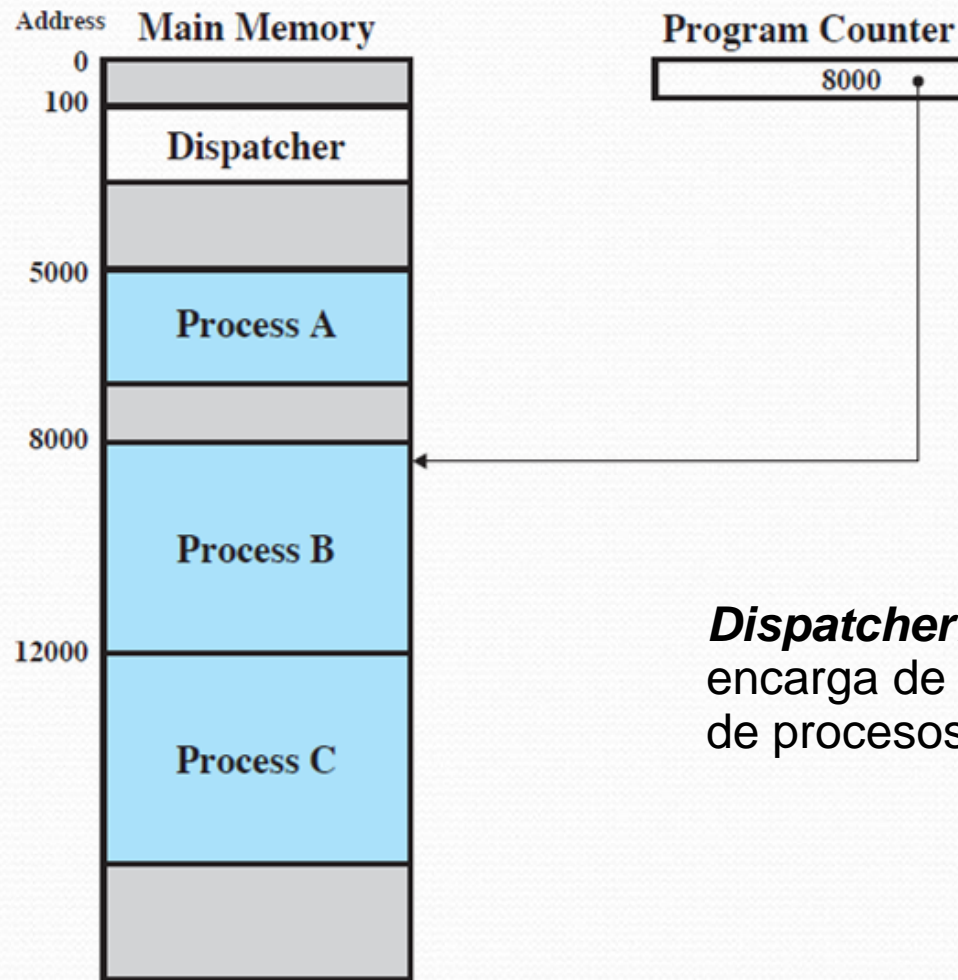 Address Main Memory
0
100
Dispatcher
5000
Process A
8000
Process B
12000
Process C
Program Counter
8000
Dispatcher
encarga de
de procesos